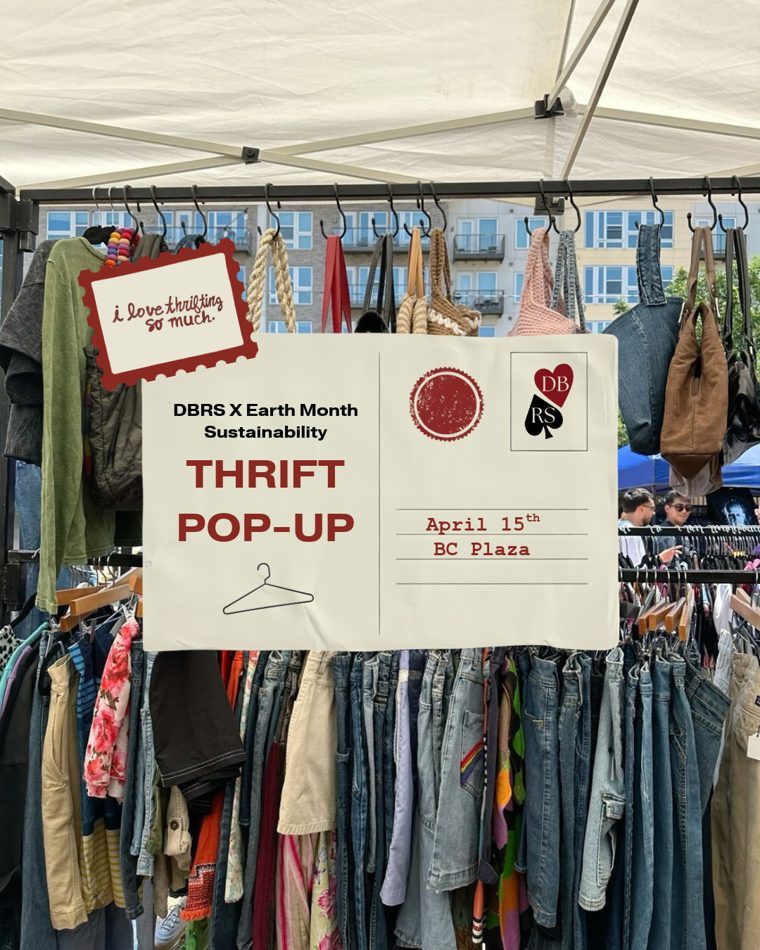 i love thrifting
so much.
DBRS X Earth Month
Sustainability
THRIFT
POP-UP
DB
RS
April 15th
BC Plaza